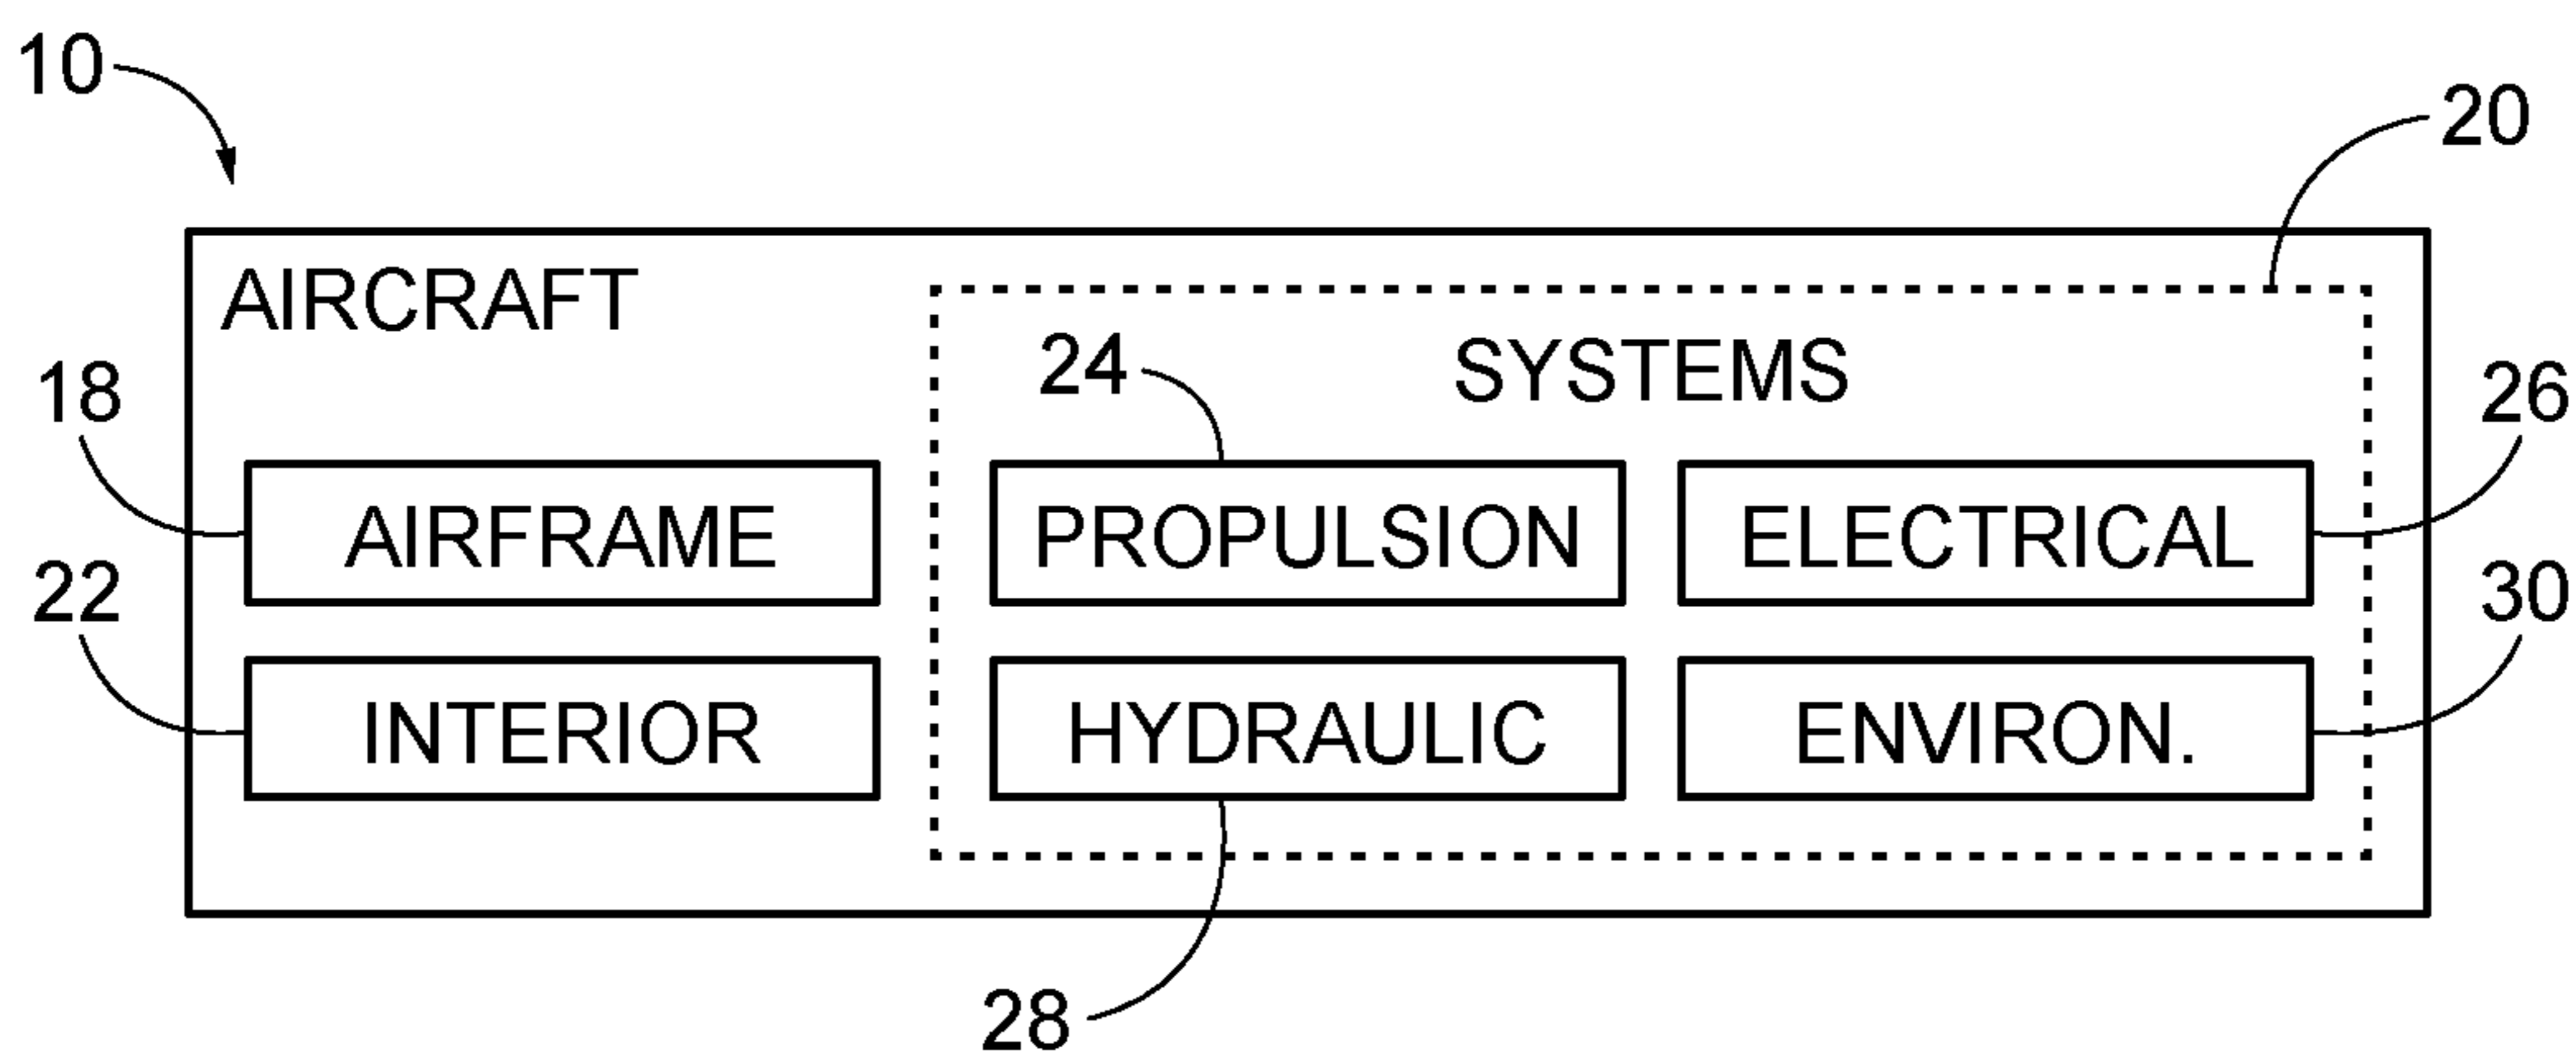 10
20
AIRCRAFT
SYSTEMS
24
18
26
AIRFRAME
PROPULSION
ELECTRICAL
22
30
INTERIOR
HYDRAULIC
ENVIRON.
28